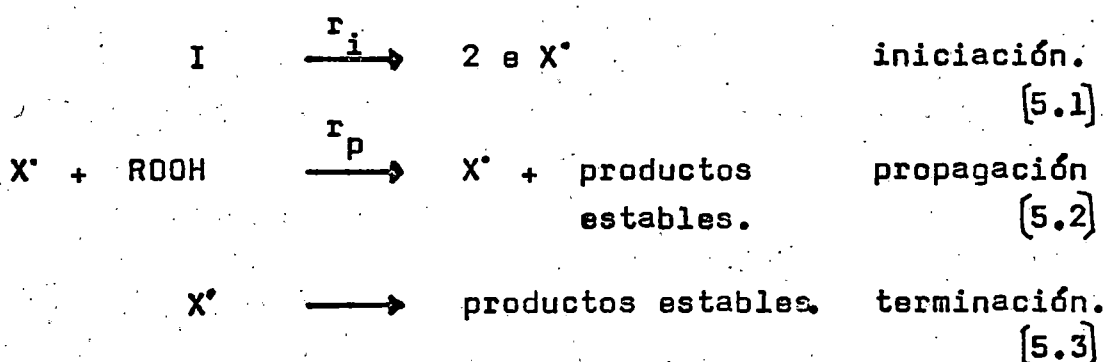 r_i
I ⟶ 2 e X• iniciación.
[5.1]
r_p
X• + ROOH ⟶ X• + productos propagación
estables. [5.2]
X• ⟶ productos estables. terminación.
[5.3]